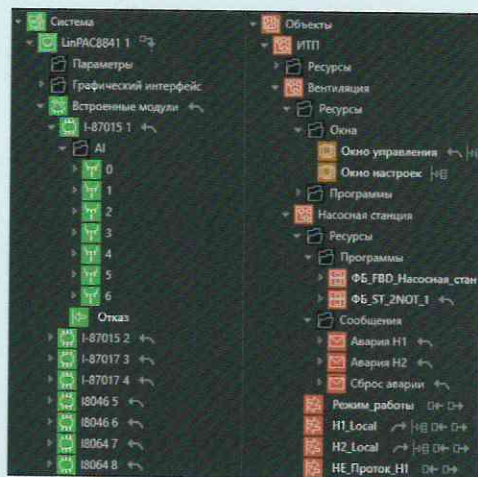 Система
LinPAC8841 1
Параметры
Графический интерфейс
Встроенные модули
I-87015 1
AI
0
1
2
3
4
5
6
Отказ
I-87015 2
I-87017 3
I-87017 4
I8046 5
I8046 6
I8064 7
I8064 8
Объекты
ИТП
Ресурсы
Вентиляция
Ресурсы
Окна
Окно управления
Окно настроек
Программы
Насосная станция
Ресурсы
Программы
ФБ_FBD_Насосная_стан
ФБ_ST_2NOT_1
Сообщения
Авария Н1
Авария Н2
Сброс аварии
Режим_работы
H1_Local
H2_Local
НЕ_Проток_Н1